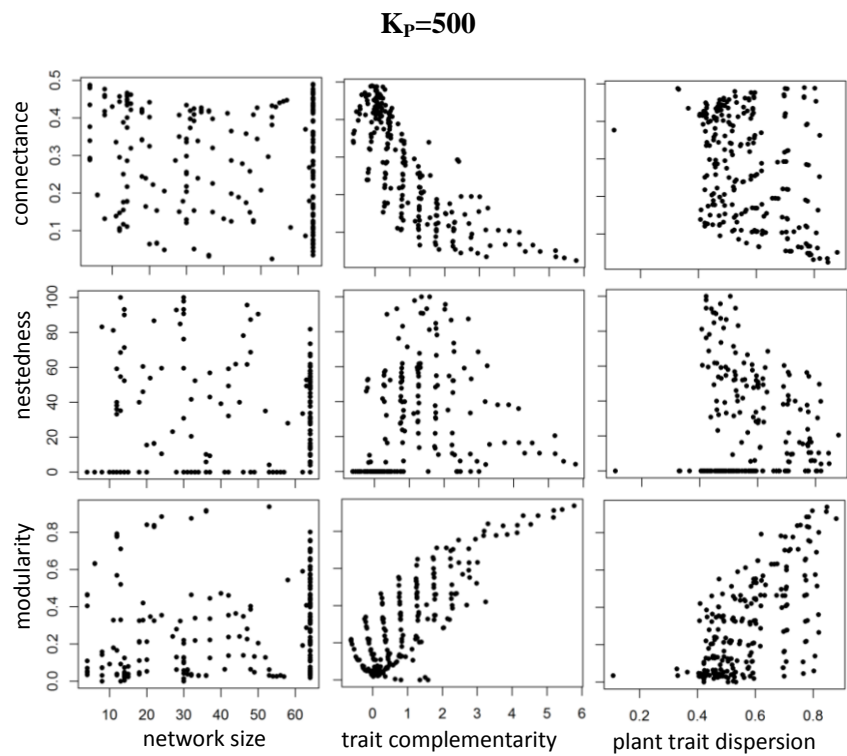 K_P=500
connectance
0.5
0.4
0.3
0.2
0.1
nestedness
100
80
60
40
20
0
modularity
0.8
0.6
0.4
0.2
0.0
10 20 30 40 50 60
0 1 2 3 4 5 6
0.2 0.4 0.6 0.8
network size
trait complementarity
plant trait dispersion